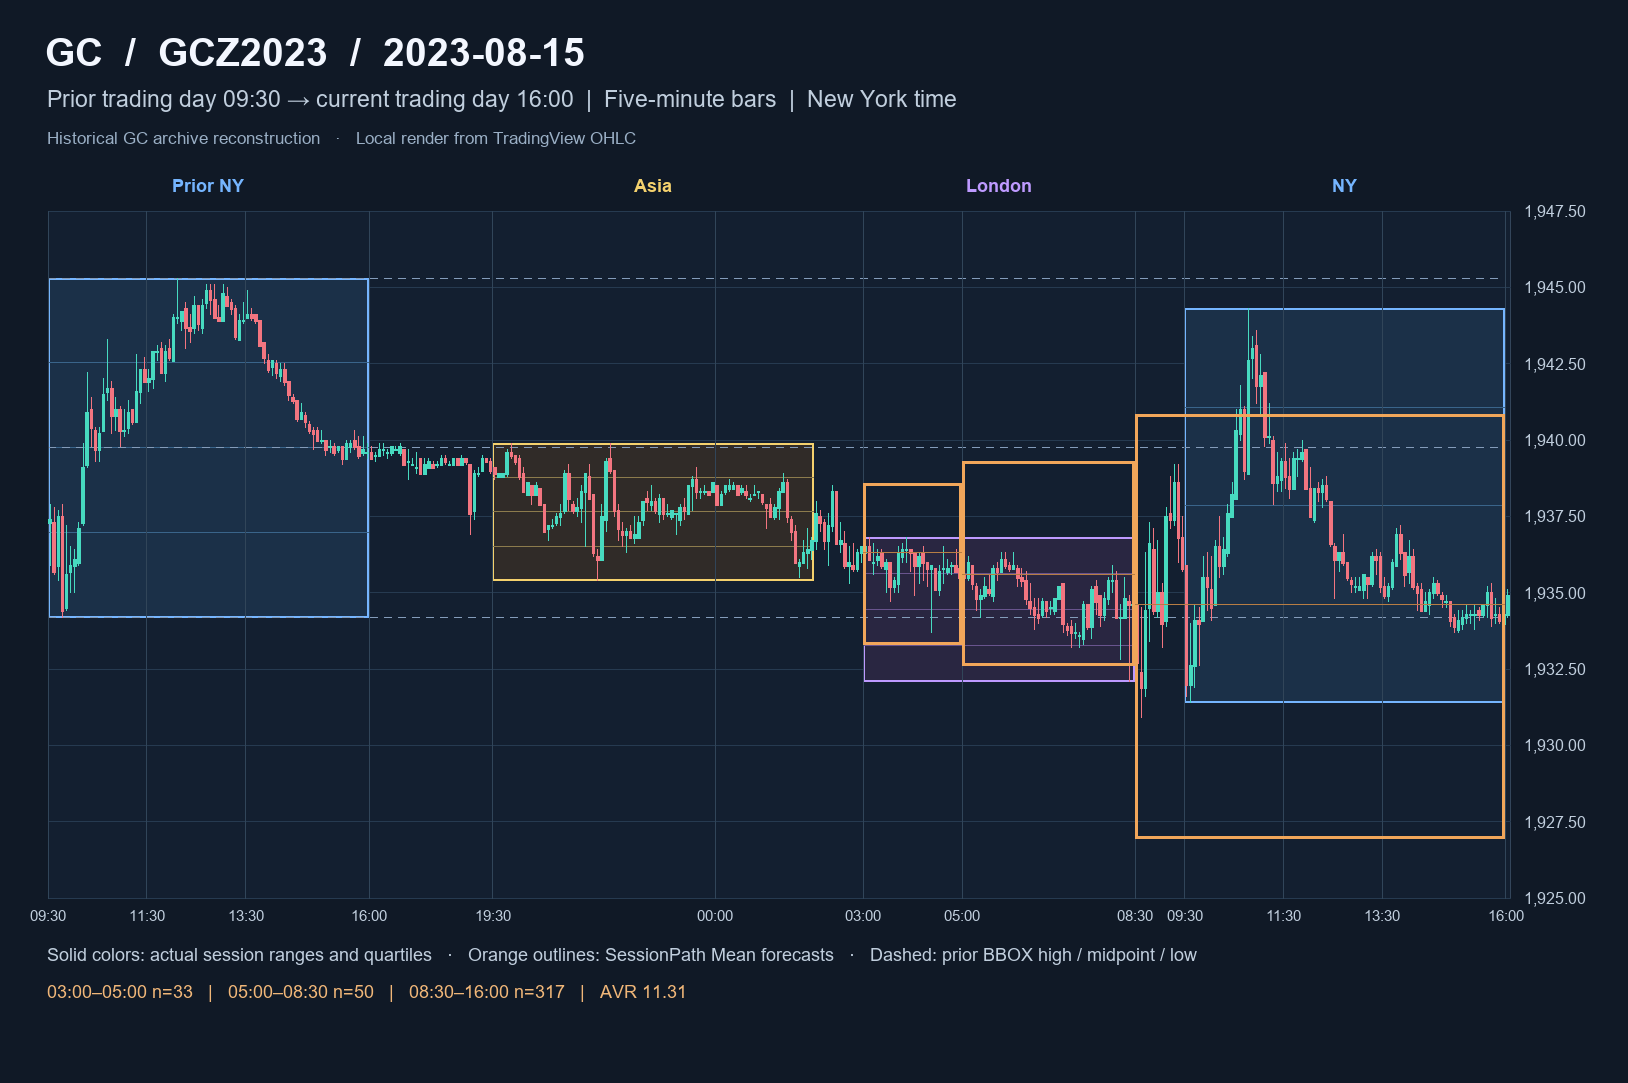 GC / GCZ2023 / 2023-08-15
Prior trading day 09:30 → current trading day 16:00 | Five-minute bars | New York time
Historical GC archive reconstruction · Local render from TradingView OHLC
Prior NY Asia London NY
1,947.50
1,945.00
1,942.50
1,940.00
1,937.50
1,935.00
1,932.50
1,930.00
1,927.50
1,925.00
09:30 11:30 13:30 16:00 19:30 00:00 03:00 05:00 08:30 09:30 11:30 13:30 16:00
Solid colors: actual session ranges and quartiles · Orange outlines: SessionPath Mean forecasts · Dashed: prior BBOX high / midpoint / low
03:00–05:00 n=33 | 05:00–08:30 n=50 | 08:30–16:00 n=317 | AVR 11.31